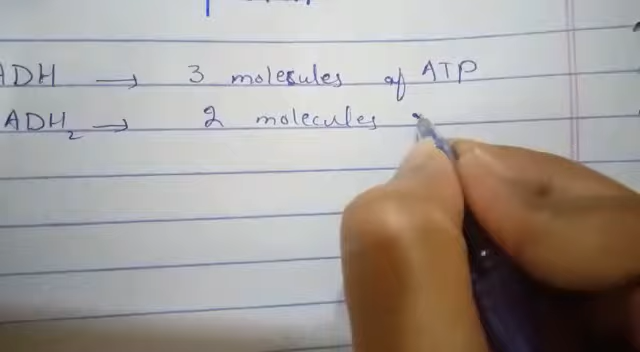 ADH → 3 molesules of ATP
ADH₂ → 2 molecules